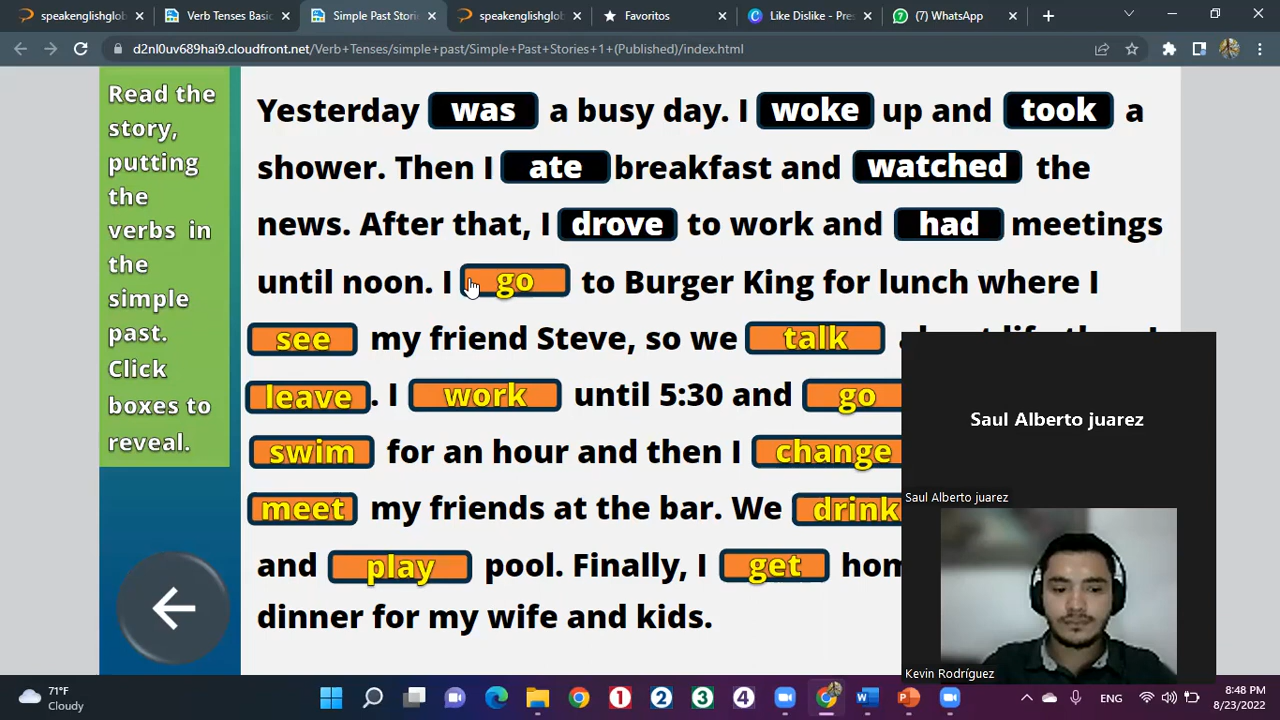 speakenglishglob
Verb Tenses Basi
Simple Past Stori
speakenglishglob
Favoritos
Like Dislike - Pres
(7) WhatsApp
d2nl0uv689hai9.cloudfront.net/Verb+Tenses/simple+past/Simple+Past+Stories+1+(Published)/index.html
Read the
story,
putting
the
verbs in
the
simple
past.
Click
boxes to
reveal.
Yesterday was a busy day. I woke up and took a
shower. Then I ate breakfast and watched the
news. After that, I drove to work and had meetings
until noon. I go to Burger King for lunch where I
see my friend Steve, so we talk
leave. I work until 5:30 and go
swim for an hour and then I change
meet my friends at the bar. We drink
and play pool. Finally, I get hom
dinner for my wife and kids.
Saul Alberto juarez
Saul Alberto juarez
Kevin Rodríguez
71°F
Cloudy
1 2 3 4
ENG
8:48 PM
8/23/2022